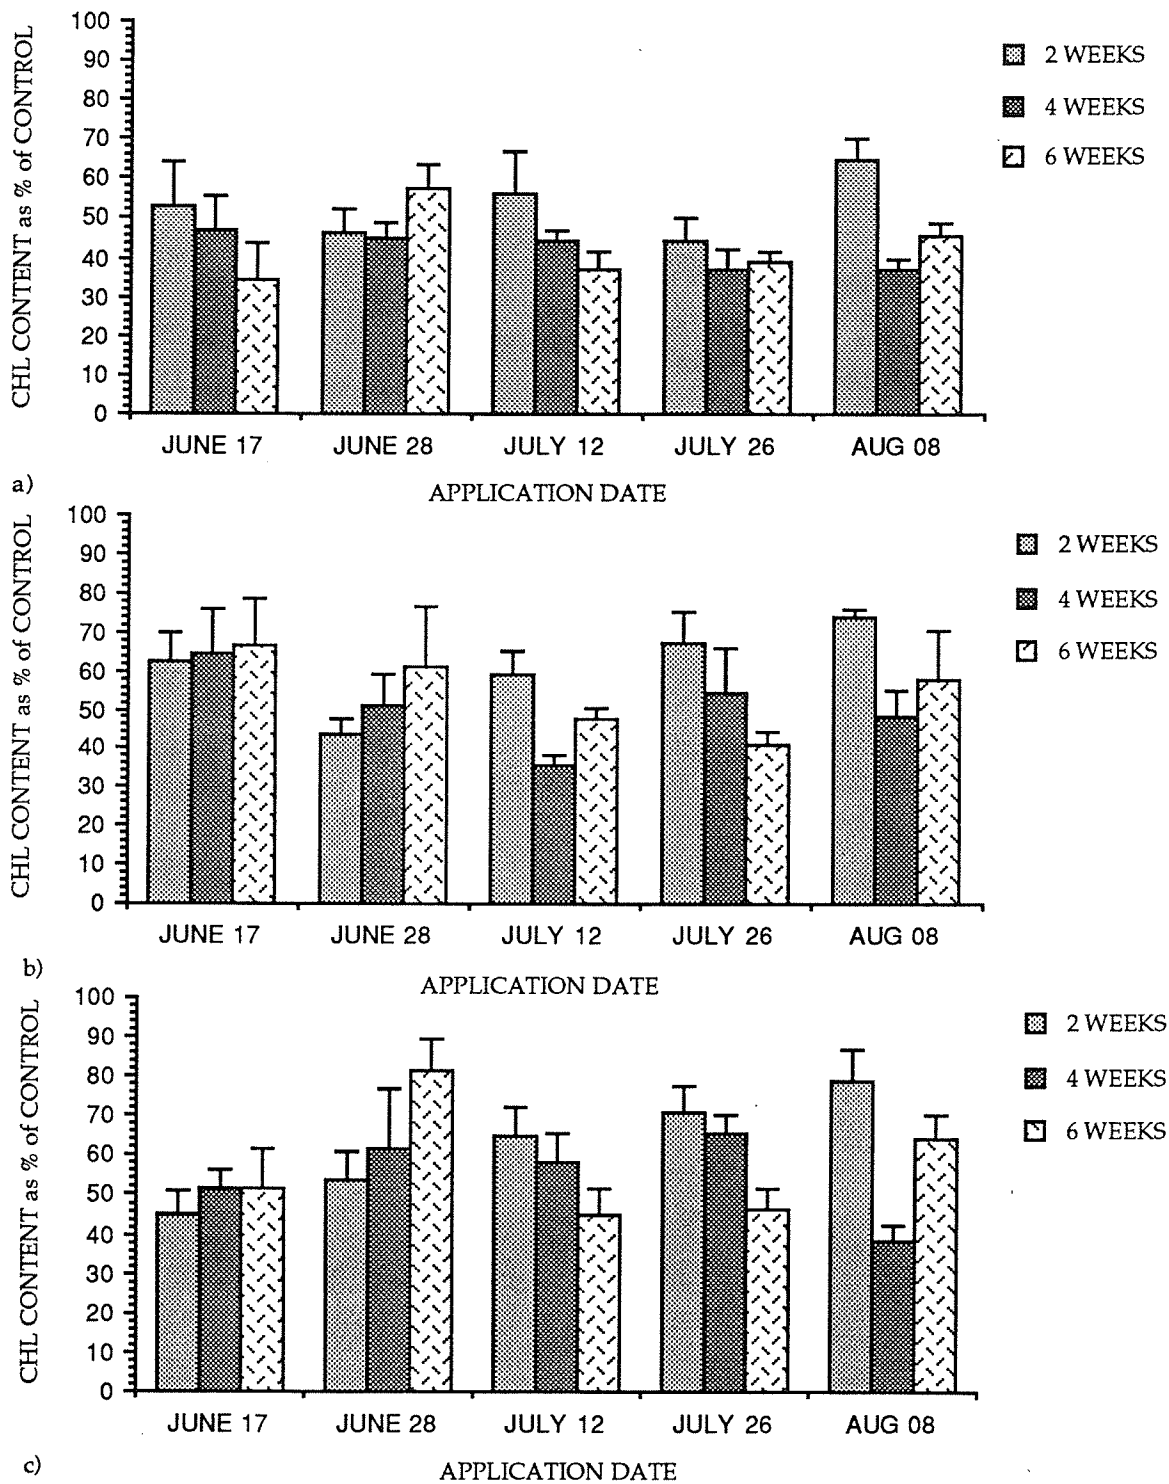 CHL CONTENT as % of CONTROL
100
90
80
70
60
50
40
30
20
10
0
JUNE 17 JUNE 28 JULY 12 JULY 26 AUG 08
APPLICATION DATE
2 WEEKS
4 WEEKS
6 WEEKS
a)
CHL CONTENT as % of CONTROL
100
90
80
70
60
50
40
30
20
10
0
JUNE 17 JUNE 28 JULY 12 JULY 26 AUG 08
APPLICATION DATE
2 WEEKS
4 WEEKS
6 WEEKS
b)
CHL CONTENT as % of CONTROL
100
90
80
70
60
50
40
30
20
10
0
JUNE 17 JUNE 28 JULY 12 JULY 26 AUG 08
APPLICATION DATE
2 WEEKS
4 WEEKS
6 WEEKS
c)